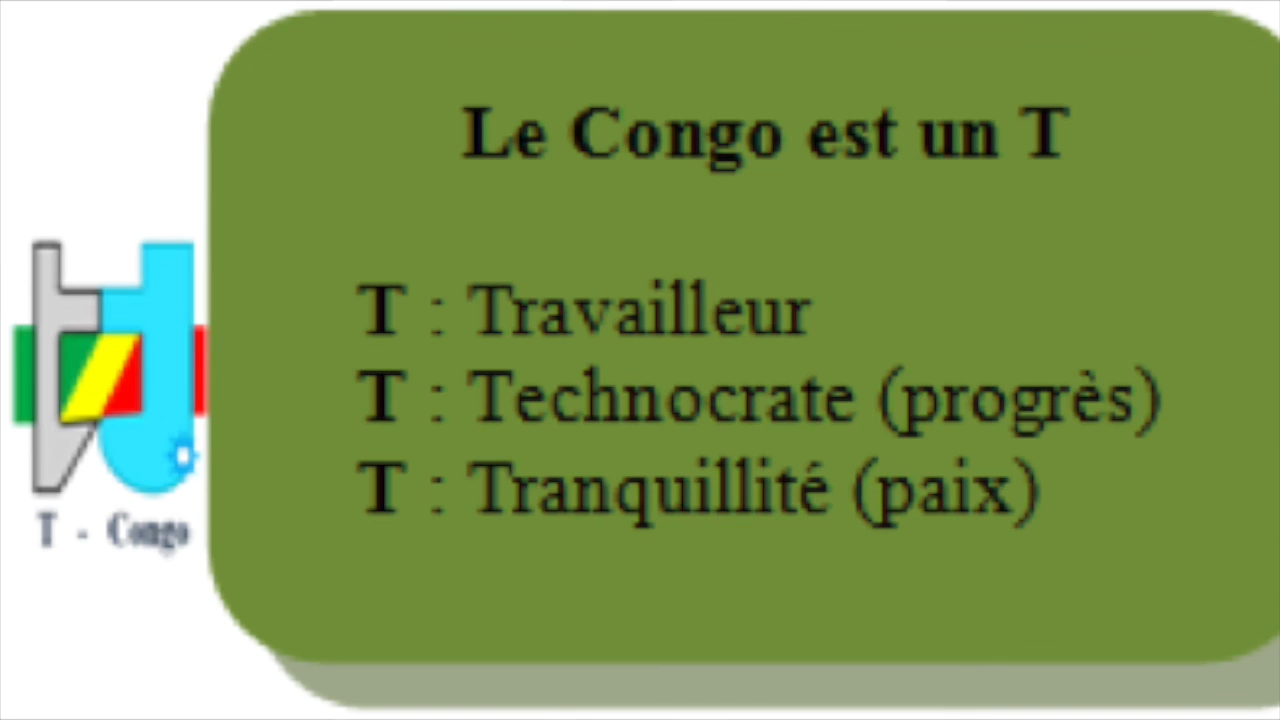 Le Congo est un T
T : Travailleur
T : Technocrate (progrès)
T : Tranquillité (paix)
T - Congo